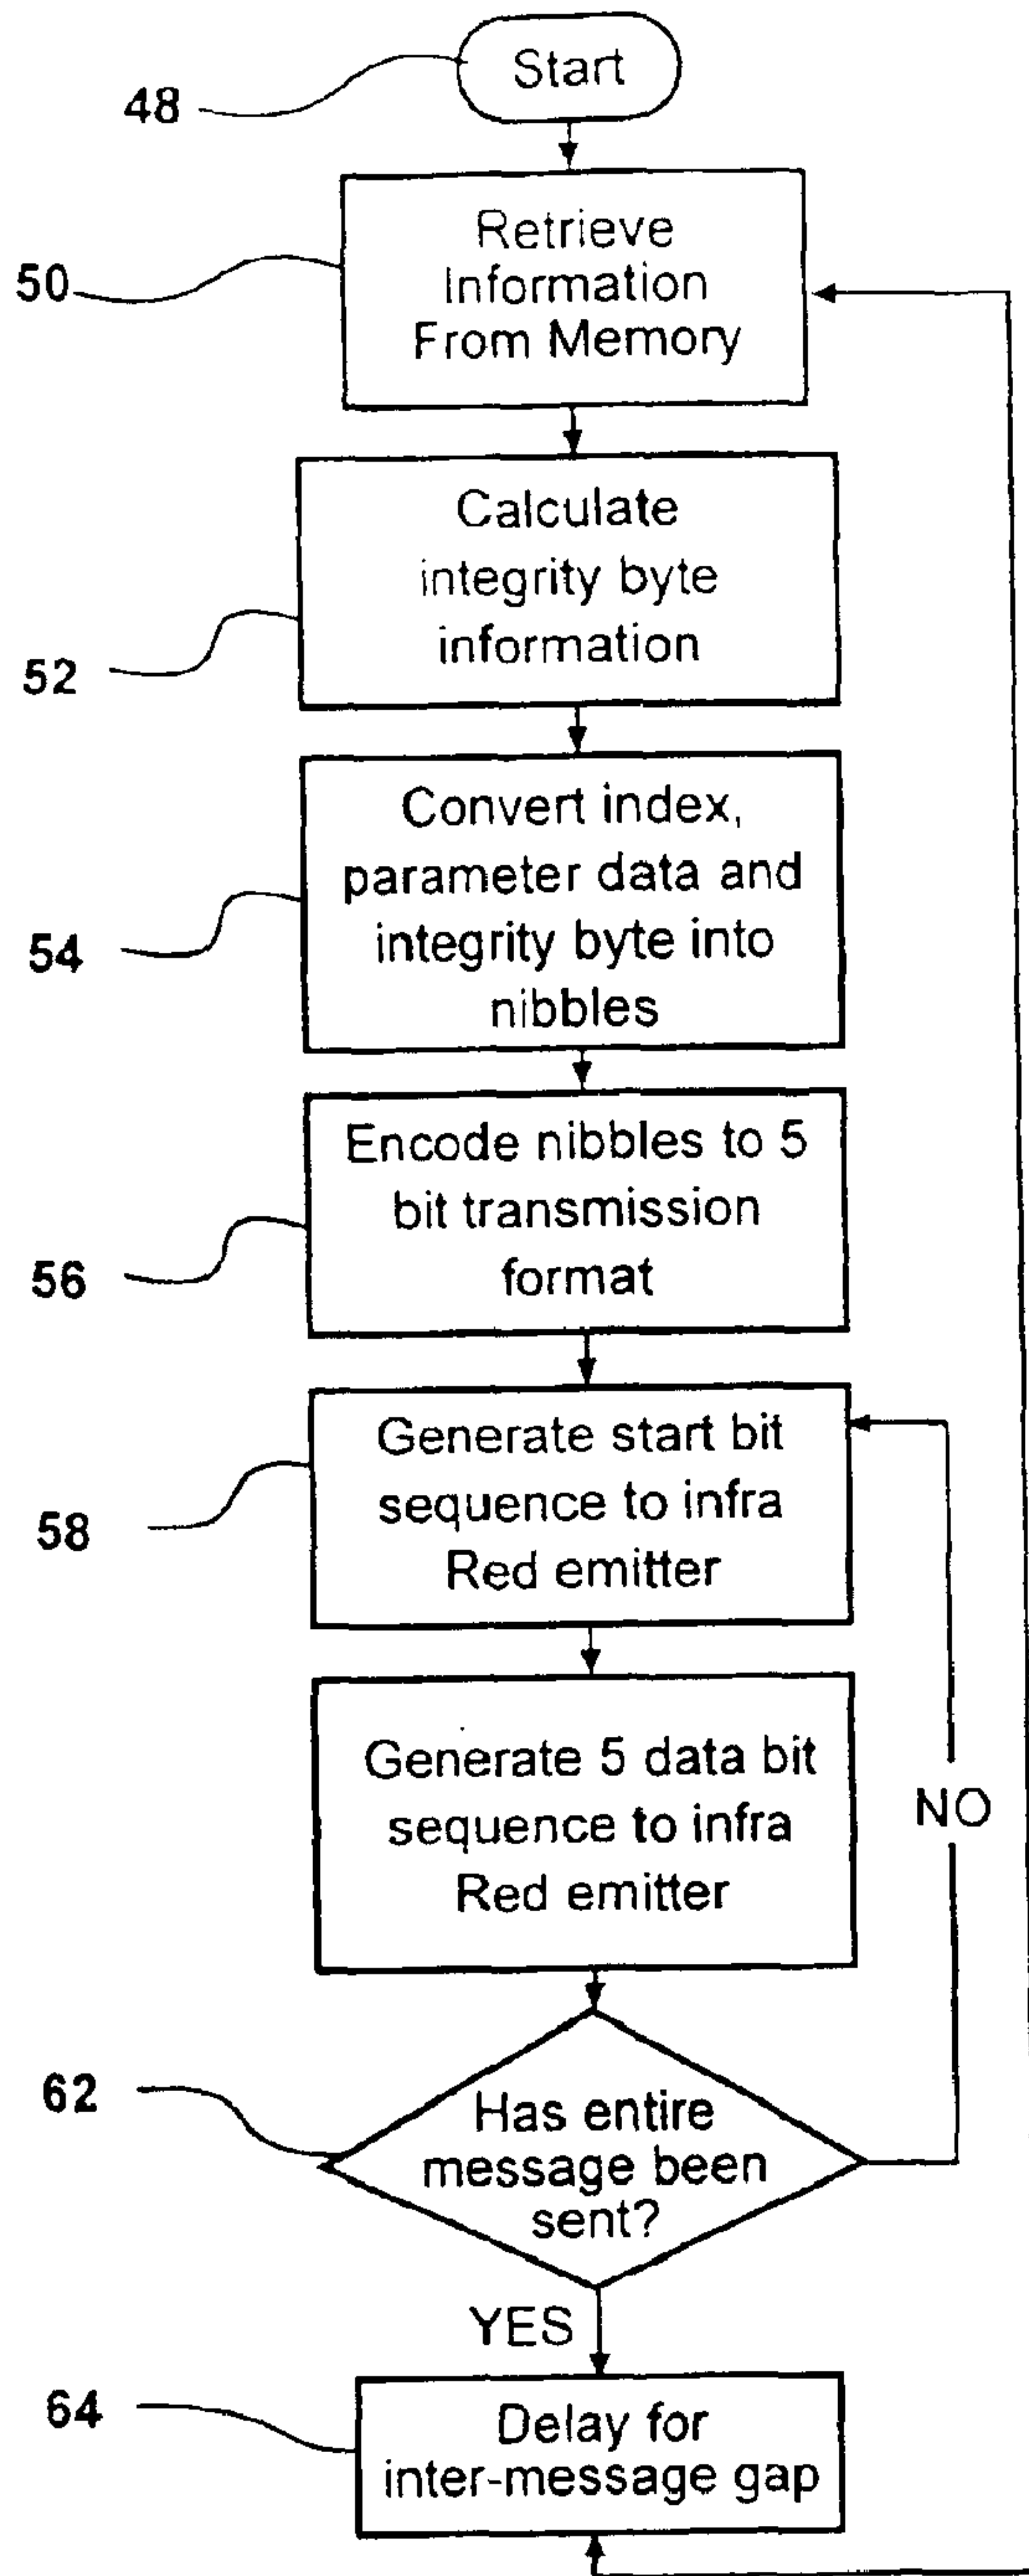 48
Start
50
Retrieve
Information
From Memory
Calculate
integrity byte
information
52
Convert index,
parameter data and
integrity byte into
nibbles
54
Encode nibbles to 5
bit transmission
format
56
Generate start bit
sequence to infra
Red emitter
58
Generate 5 data bit
sequence to infra
Red emitter
NO
62
Has entire
message been
sent?
YES
64
Delay for
inter-message gap